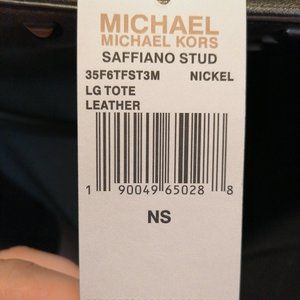 MICHAEL
MICHAEL KORS
SAFFIANO STUD
35F6TFST3M NICKEL
LG TOTE
LEATHER
1 90049 65028 8
NS